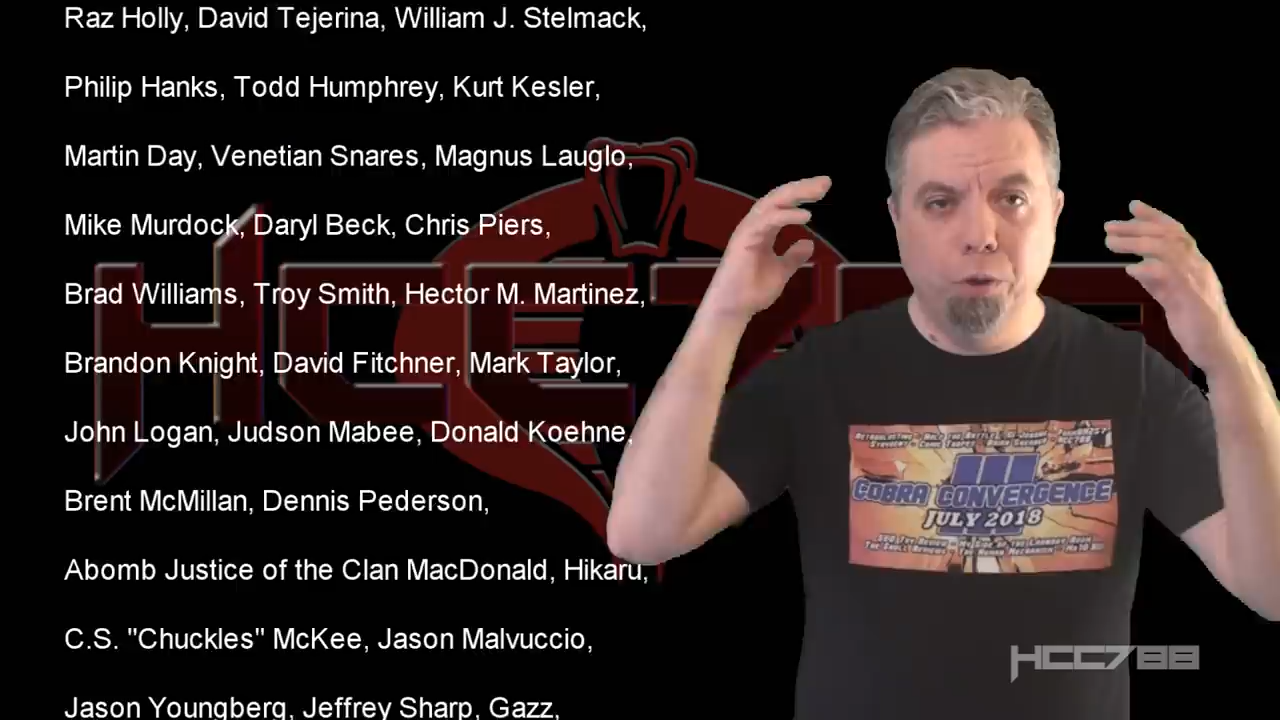 Raz Holly, David Tejerina, William J. Stelmack,
Philip Hanks, Todd Humphrey, Kurt Kesler,
Martin Day, Venetian Snares, Magnus Lauglo,
Mike Murdock, Daryl Beck, Chris Piers,
Brad Williams, Troy Smith, Hector M. Martinez,
Brandon Knight, David Fitchner, Mark Taylor,
John Logan, Judson Mabee, Donald Koehne,
Brent McMillan, Dennis Pederson,
Abomb Justice of the Clan MacDonald, Hikaru,
C.S. "Chuckles" McKee, Jason Malvuccio,
Jason Youngberg, Jeffrey Sharp, Gazz,
HCC7
III
COBRA CONVERGENCE
JULY 2018
HCC788